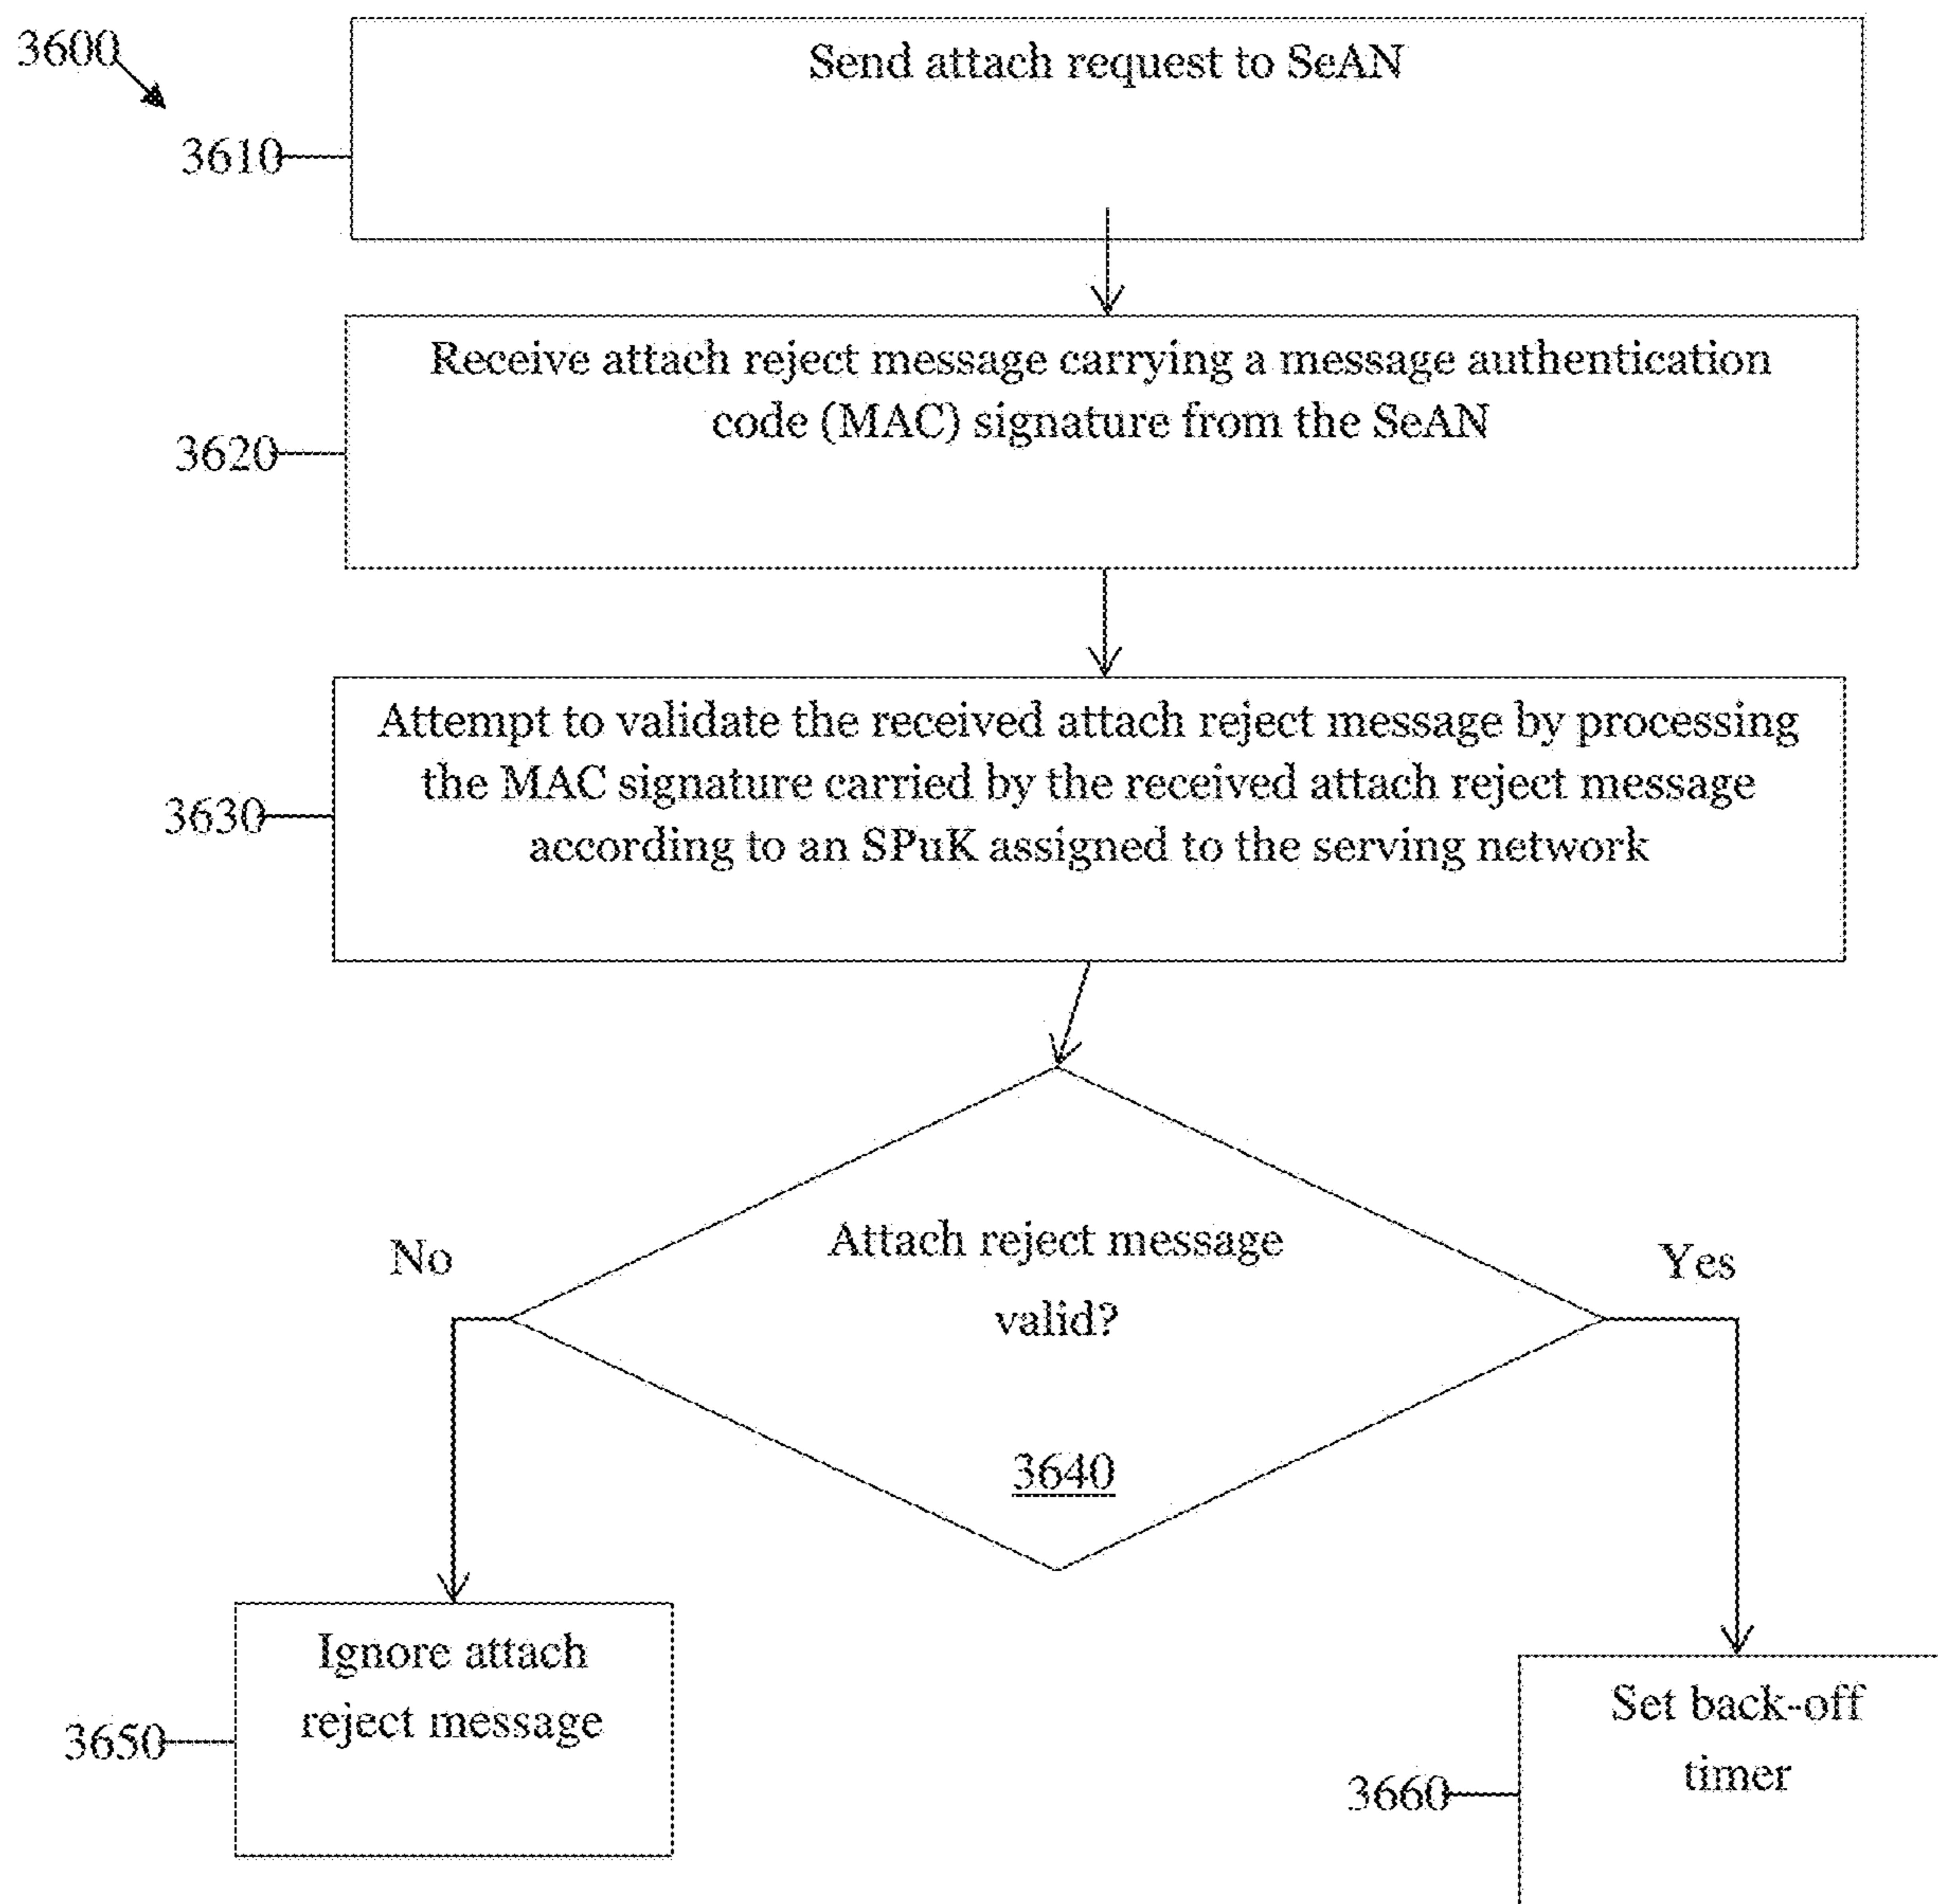 3600
Send attach request to SeAN
3610
Receive attach reject message carrying a message authentication
code (MAC) signature from the SeAN
3620
Attempt to validate the received attach reject message by processing
the MAC signature carried by the received attach reject message
according to an SPuK assigned to the serving network
3630
Attach reject message
valid?
3640
No
Yes
Ignore attach
reject message
3650
Set back-off
timer
3660